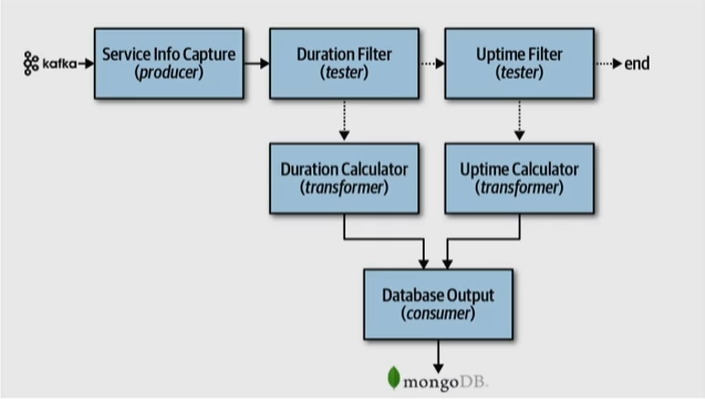 kafka
Service Info Capture
(producer)
Duration Filter
(tester)
Uptime Filter
(tester)
end
Duration Calculator
(transformer)
Uptime Calculator
(transformer)
Database Output
(consumer)
mongoDB.